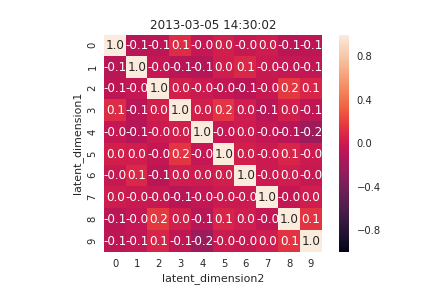 2013-03-05 14:30:02
0 1.0 -0.1 -0.1 0.1 -0.0 0.0 -0.0 0.0 -0.1 -0.1
1 -0.1 1.0 -0.0 -0.1 -0.1 0.0 0.1 -0.0 -0.0 -0.1
2 -0.1 -0.0 1.0 0.0 -0.0 -0.0 -0.1 -0.0 0.2 0.1
3 0.1 -0.1 0.0 1.0 0.0 0.2 0.0 -0.1 0.0 -0.1
4 -0.0 -0.1 -0.0 0.0 1.0 -0.0 0.0 -0.0 -0.1 -0.2
5 0.0 0.0 -0.0 0.2 -0.0 1.0 0.0 -0.0 0.1 -0.0
6 -0.0 0.1 -0.1 0.0 0.0 0.0 1.0 -0.0 0.0 -0.0
7 0.0 -0.0 -0.0 -0.1 -0.0 -0.0 -0.0 1.0 -0.0 0.0
8 -0.1 -0.0 0.2 0.0 -0.1 0.1 0.0 -0.0 1.0 0.1
9 -0.1 -0.1 0.1 -0.1 -0.2 -0.0 -0.0 0.0 0.1 1.0
0 1 2 3 4 5 6 7 8 9
latent_dimension2
latent_dimension1
0.8
0.4
0.0
−0.4
−0.8